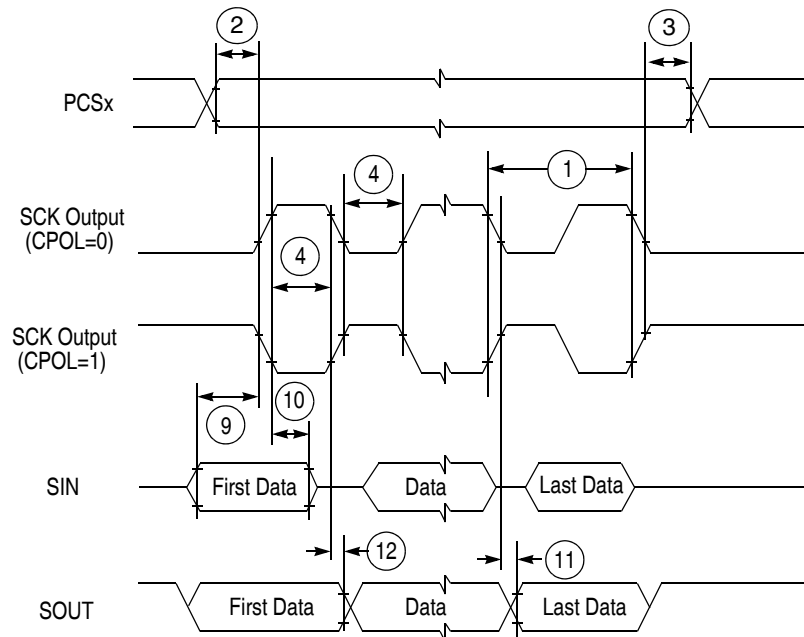 2
3
PCSx
4
1
SCK Output
(CPOL=0)
4
SCK Output
(CPOL=1)
9
10
SIN
First Data
Data
Last Data
12
11
SOUT
First Data
Data
Last Data